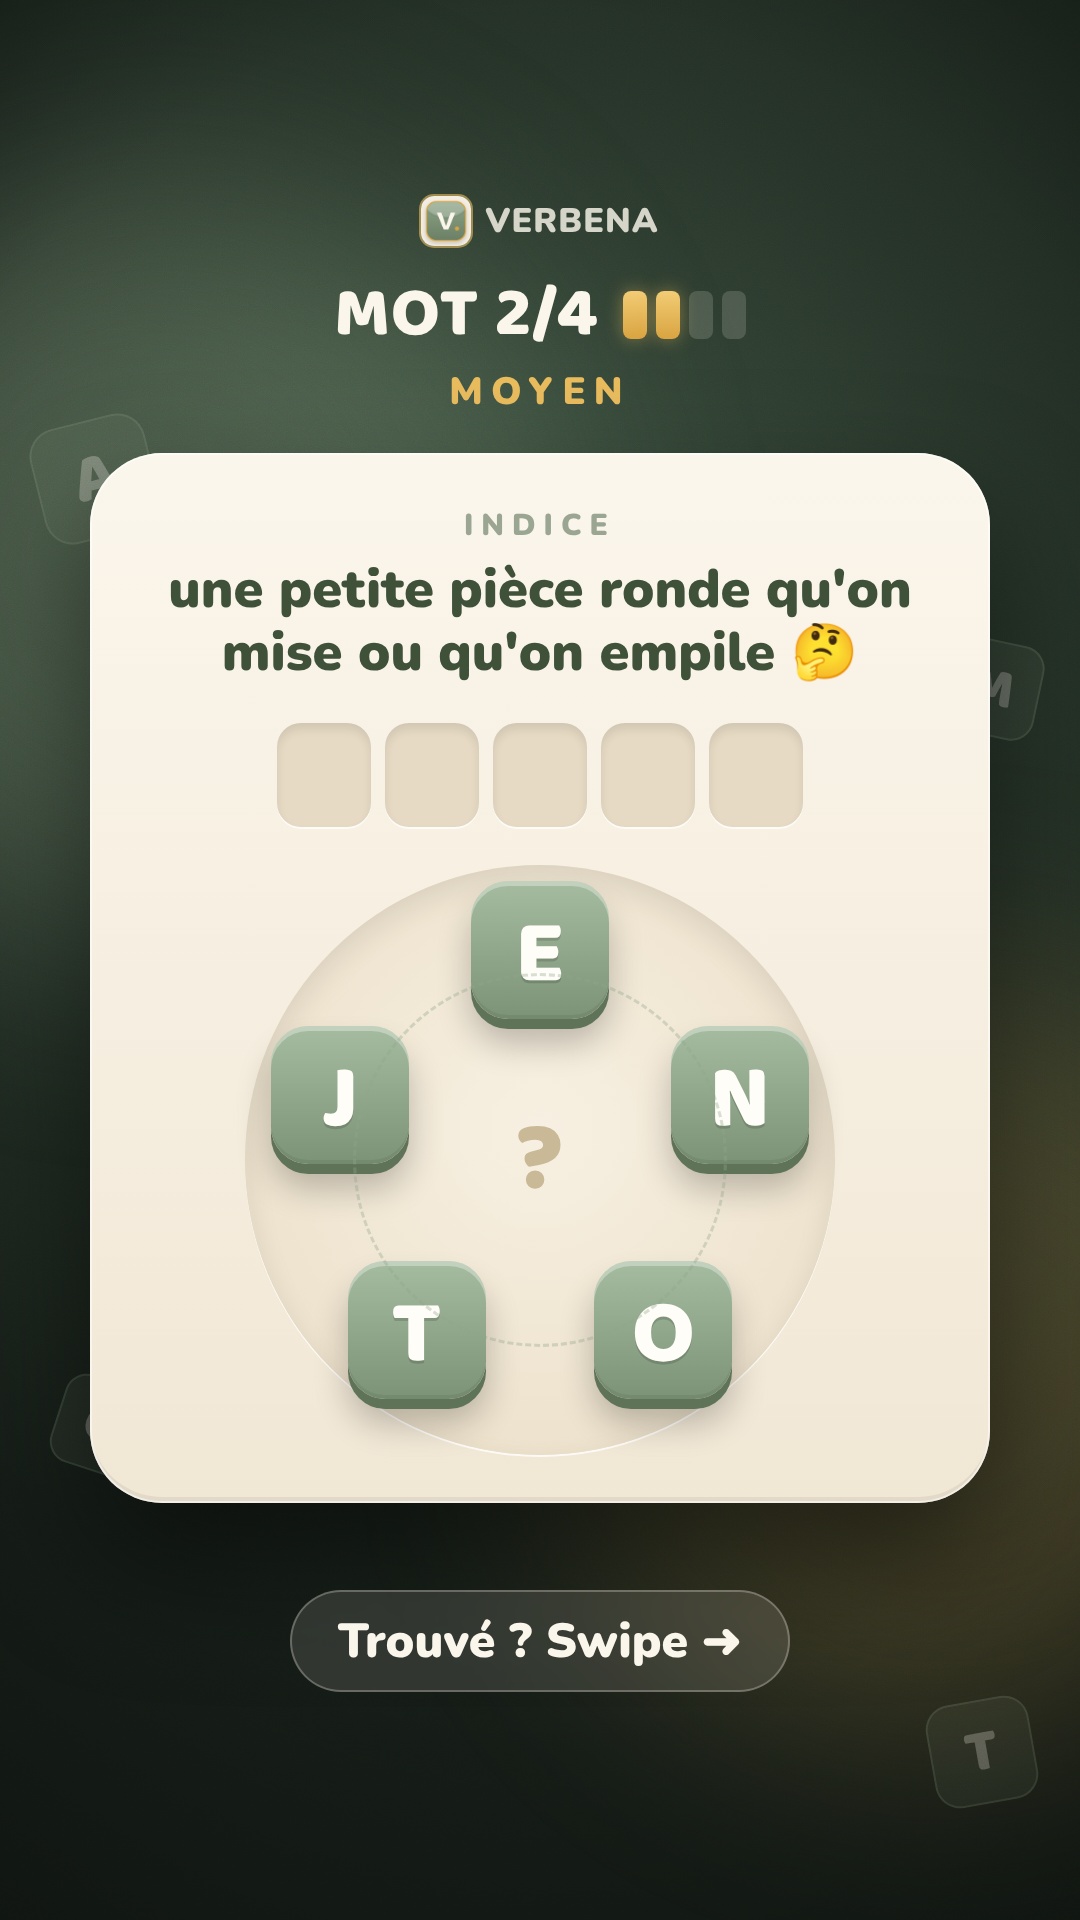 V.
VERBENA
MOT 2/4
MOYEN
A
INDICE
une petite pièce ronde qu'on
mise ou qu'on empile 🤔
M
E
J
N
?
T
O
Trouvé ? Swipe ➜
T